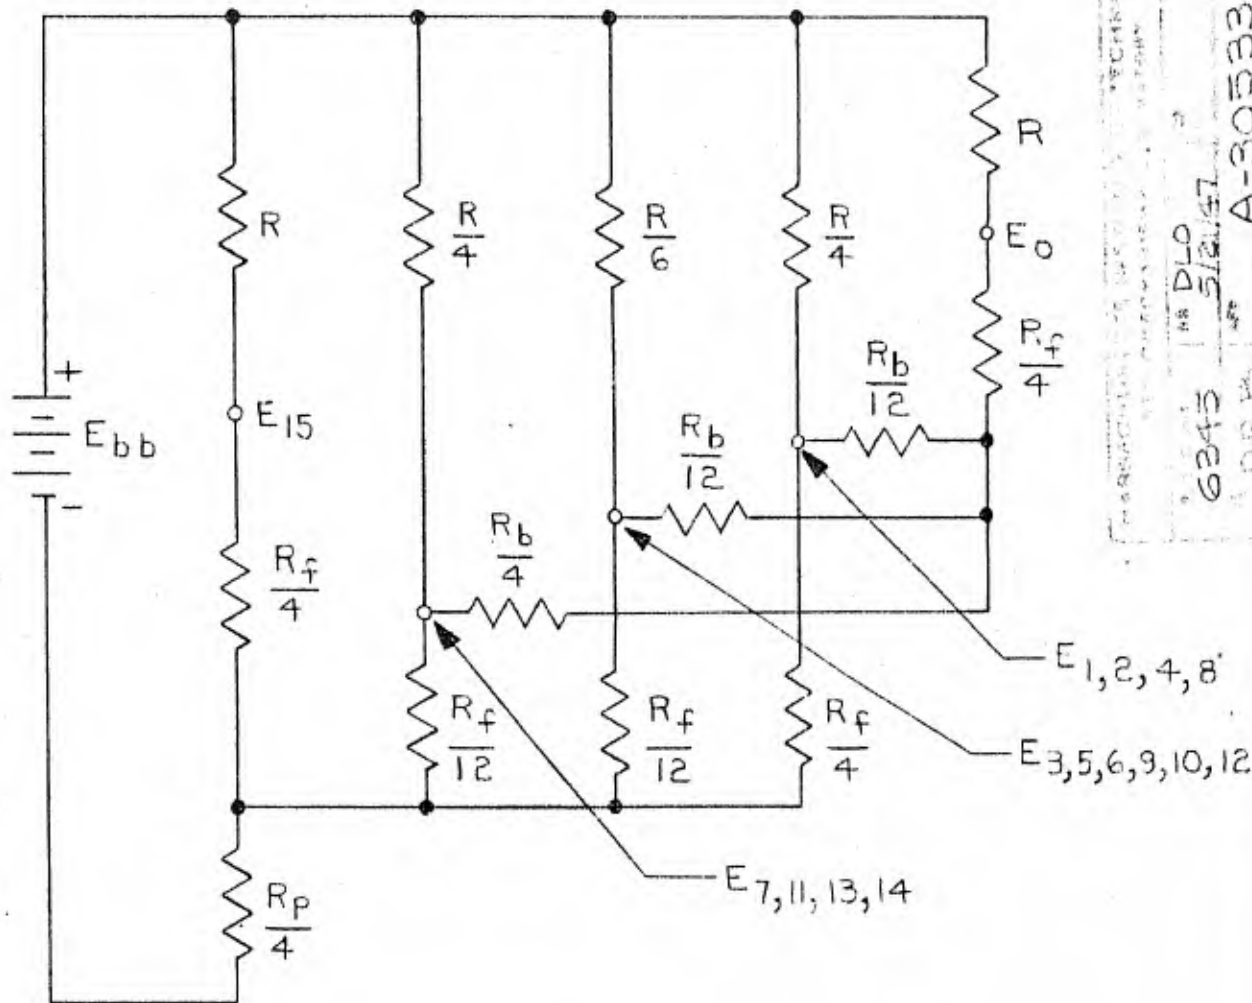 R
R/4
R/6
R/4
R
E0
Rf/4
Rb/12
Rb/12
Rb/4
Ebb
+
-
E15
Rf/4
Rf/12
Rf/12
Rf/4
Rp/4
E1,2,4,8
E3,5,6,9,10,12
E7,11,13,14
6345
DLO
A-30533